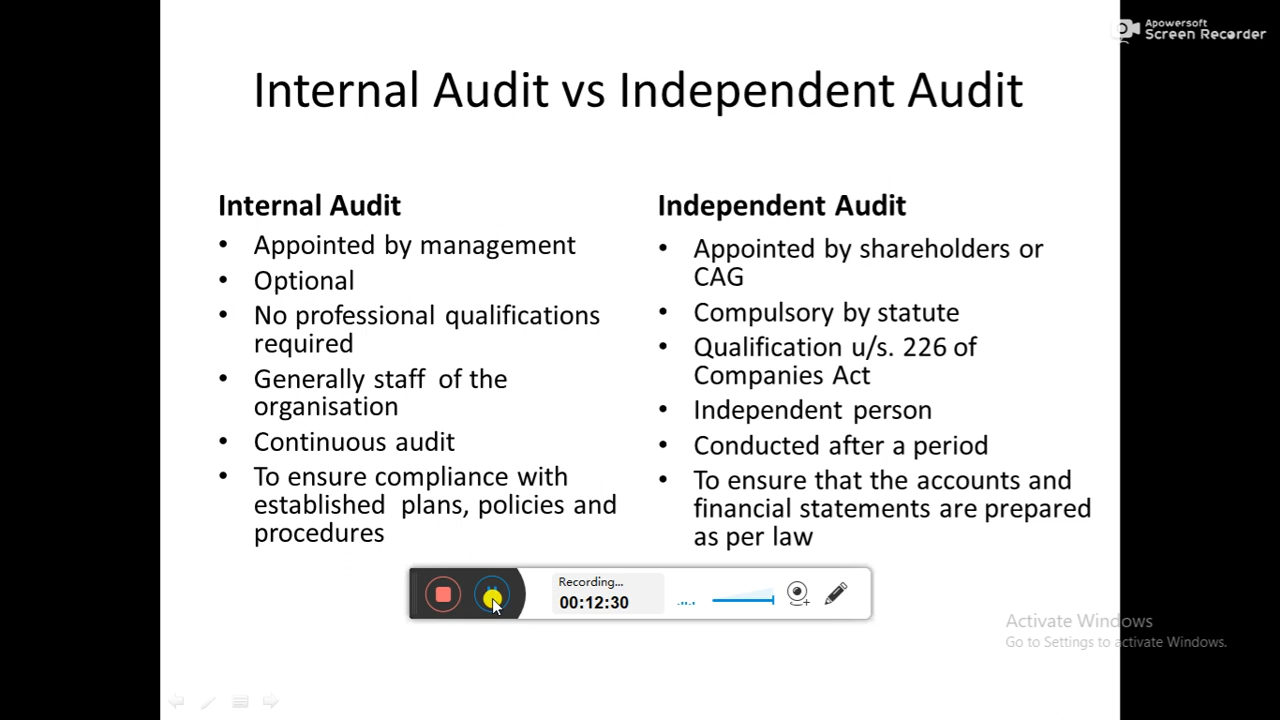 Apowersoft
Screen Recorder
Internal Audit vs Independent Audit
Internal Audit
• Appointed by management
• Optional
• No professional qualifications
required
• Generally staff of the
organisation
• Continuous audit
• To ensure compliance with
established plans, policies and
procedures
Independent Audit
• Appointed by shareholders or
CAG
• Compulsory by statute
• Qualification u/s. 226 of
Companies Act
• Independent person
• Conducted after a period
• To ensure that the accounts and
financial statements are prepared
as per law
Recording...
00:12:30
Activate Windows
Go to Settings to activate Windows.